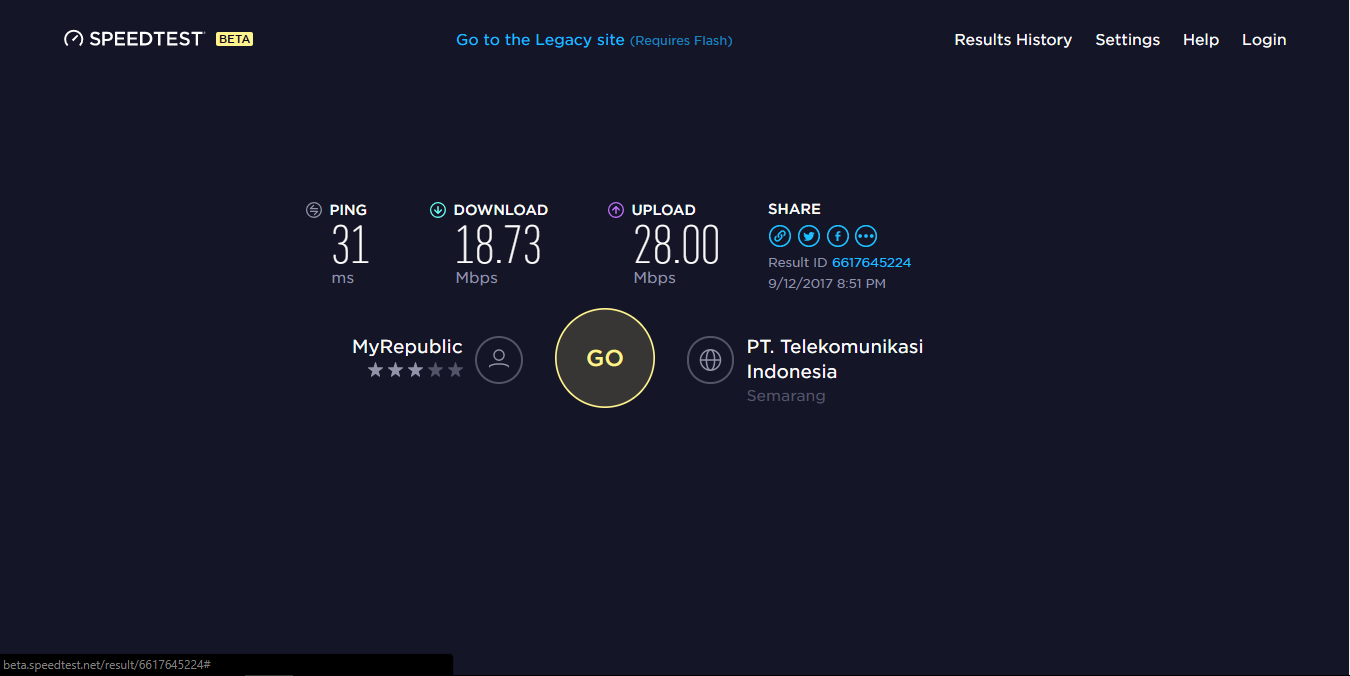 SPEEDTEST BETA
Go to the Legacy site (Requires Flash)
Results History Settings Help Login
PING
31
ms
DOWNLOAD
18.73
Mbps
UPLOAD
28.00
Mbps
SHARE
Result ID 6617645224
9/12/2017 8:51 PM
MyRepublic
GO
PT. Telekomunikasi
Indonesia
Semarang
beta.speedtest.net/result/6617645224#